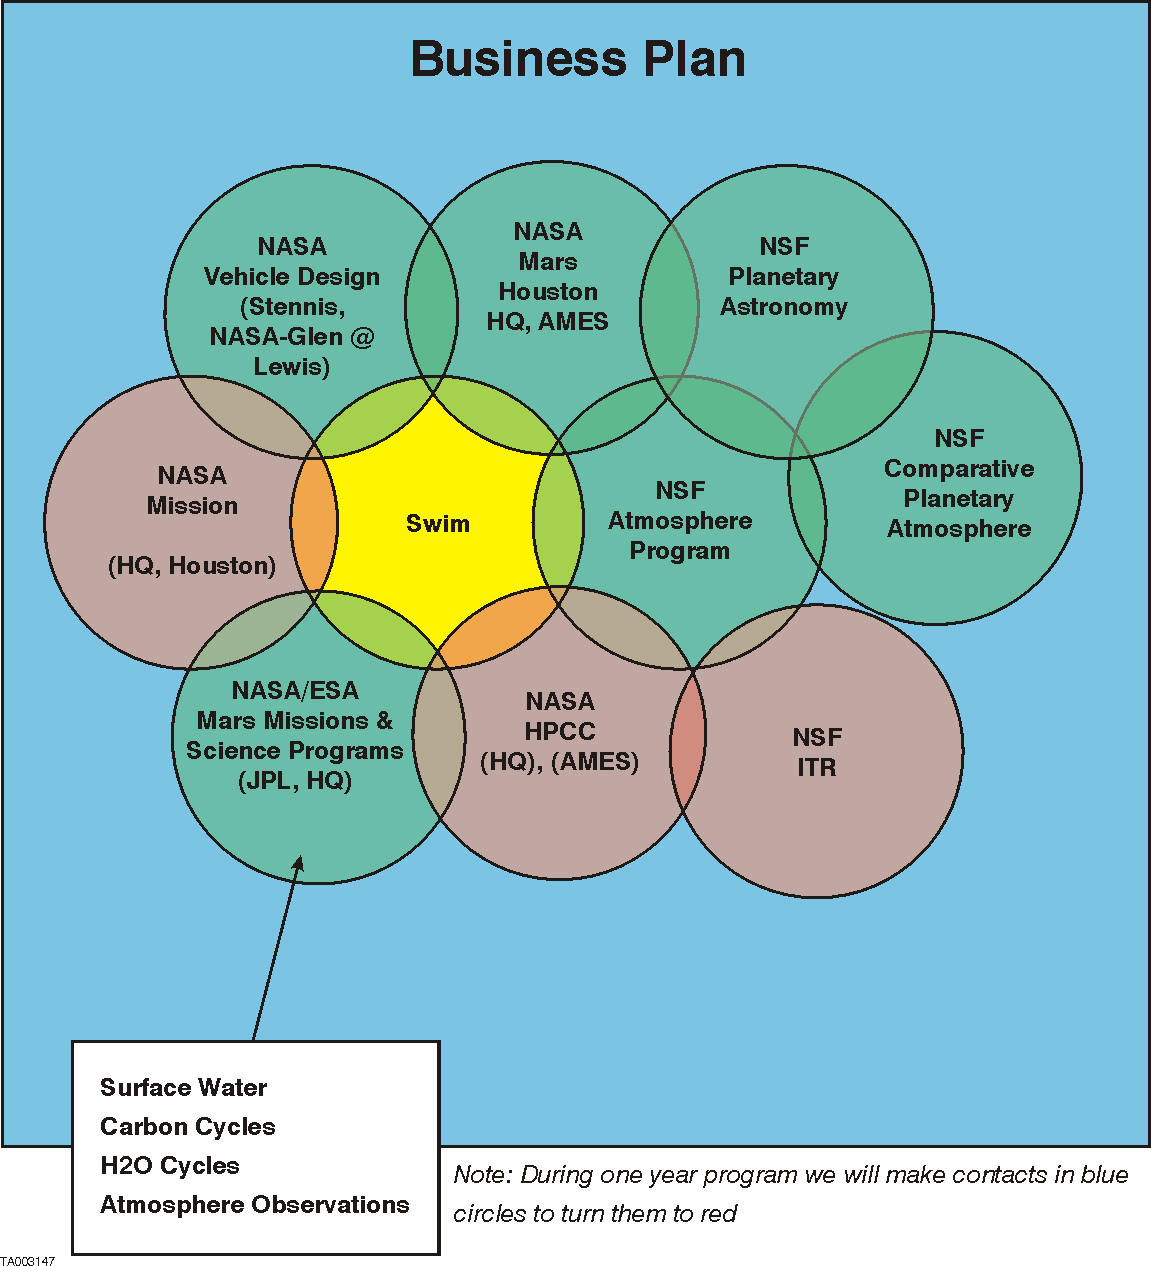 Business Plan
NASA
Vehicle Design
(Stennis,
NASA-Glen @
Lewis)
NASA
Mars
Houston
HQ, AMES
NSF
Planetary
Astronomy
NASA
Mission
(HQ, Houston)
Swim
NSF
Atmosphere
Program
NSF
Comparative
Planetary
Atmosphere
NASA/ESA
Mars Missions &
Science Programs
(JPL, HQ)
NASA
HPCC
(HQ), (AMES)
NSF
ITR
Surface Water
Carbon Cycles
H2O Cycles
Atmosphere Observations
Note: During one year program we will make contacts in blue
circles to turn them to red
TA003147